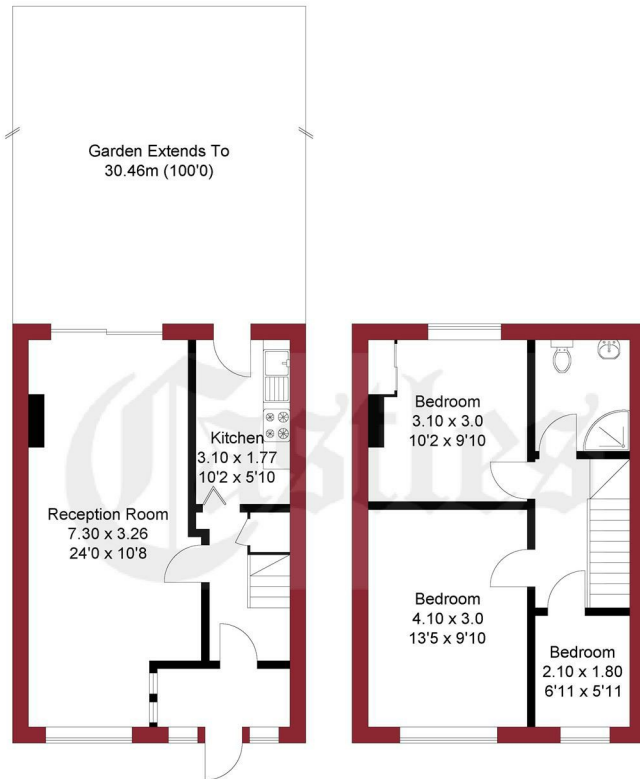 Garden Extends To
30.46m (100'0)
Kitchen
3.10 x 1.77
10'2 x 5'10
Reception Room
7.30 x 3.26
24'0 x 10'8
Bedroom
3.10 x 3.0
10'2 x 9'10
Bedroom
4.10 x 3.0
13'5 x 9'10
Bedroom
2.10 x 1.80
6'11 x 5'11
Castles